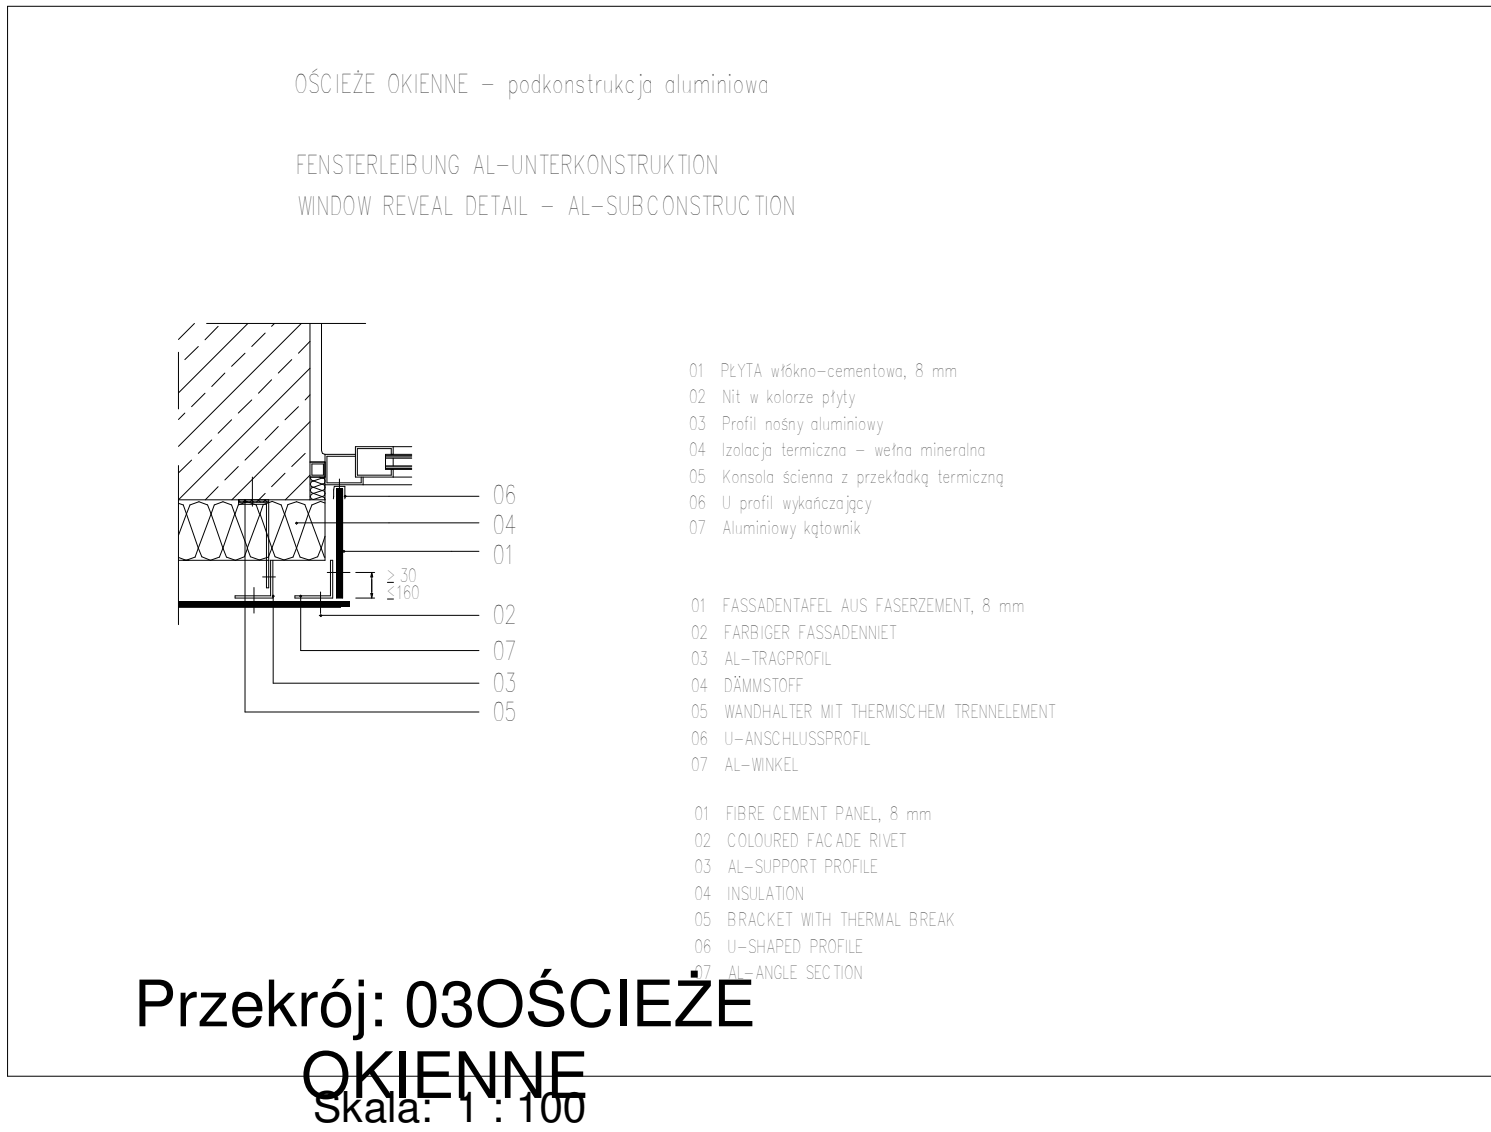 OŚCIEŻE OKIENNE – podkonstrukcja aluminiowa
FENSTERLEIBUNG AL–UNTERKONSTRUKTION
WINDOW REVEAL DETAIL – AL–SUBCONSTRUCTION
06
04
01
≥ 30
≤160
02
07
03
05
01 PŁYTA włókno–cementowa, 8 mm
02 Nit w kolorze płyty
03 Profil nośny aluminiowy
04 Izolacja termiczna – wełna mineralna
05 Konsola ścienna z przekładką termiczną
06 U profil wykańczający
07 Aluminiowy kątownik
01 FASSADENTAFEL AUS FASERZEMENT, 8 mm
02 FARBIGER FASSADENNIET
03 AL–TRAGPROFIL
04 DÄMMSTOFF
05 WANDHALTER MIT THERMISCHEM TRENNELEMENT
06 U–ANSCHLUSSPROFIL
07 AL–WINKEL
01 FIBRE CEMENT PANEL, 8 mm
02 COLOURED FACADE RIVET
03 AL–SUPPORT PROFILE
04 INSULATION
05 BRACKET WITH THERMAL BREAK
06 U–SHAPED PROFILE
07 AL–ANGLE SECTION
Przekrój: 03OŚCIEŻE
OKIENNE
Skala: 1 : 100